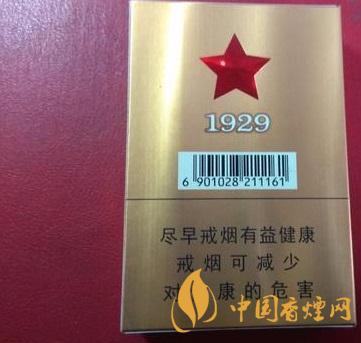 1929
6 901028 211161
尽早戒烟有益健康
戒烟可减少
对 康的危害
中国香烟网